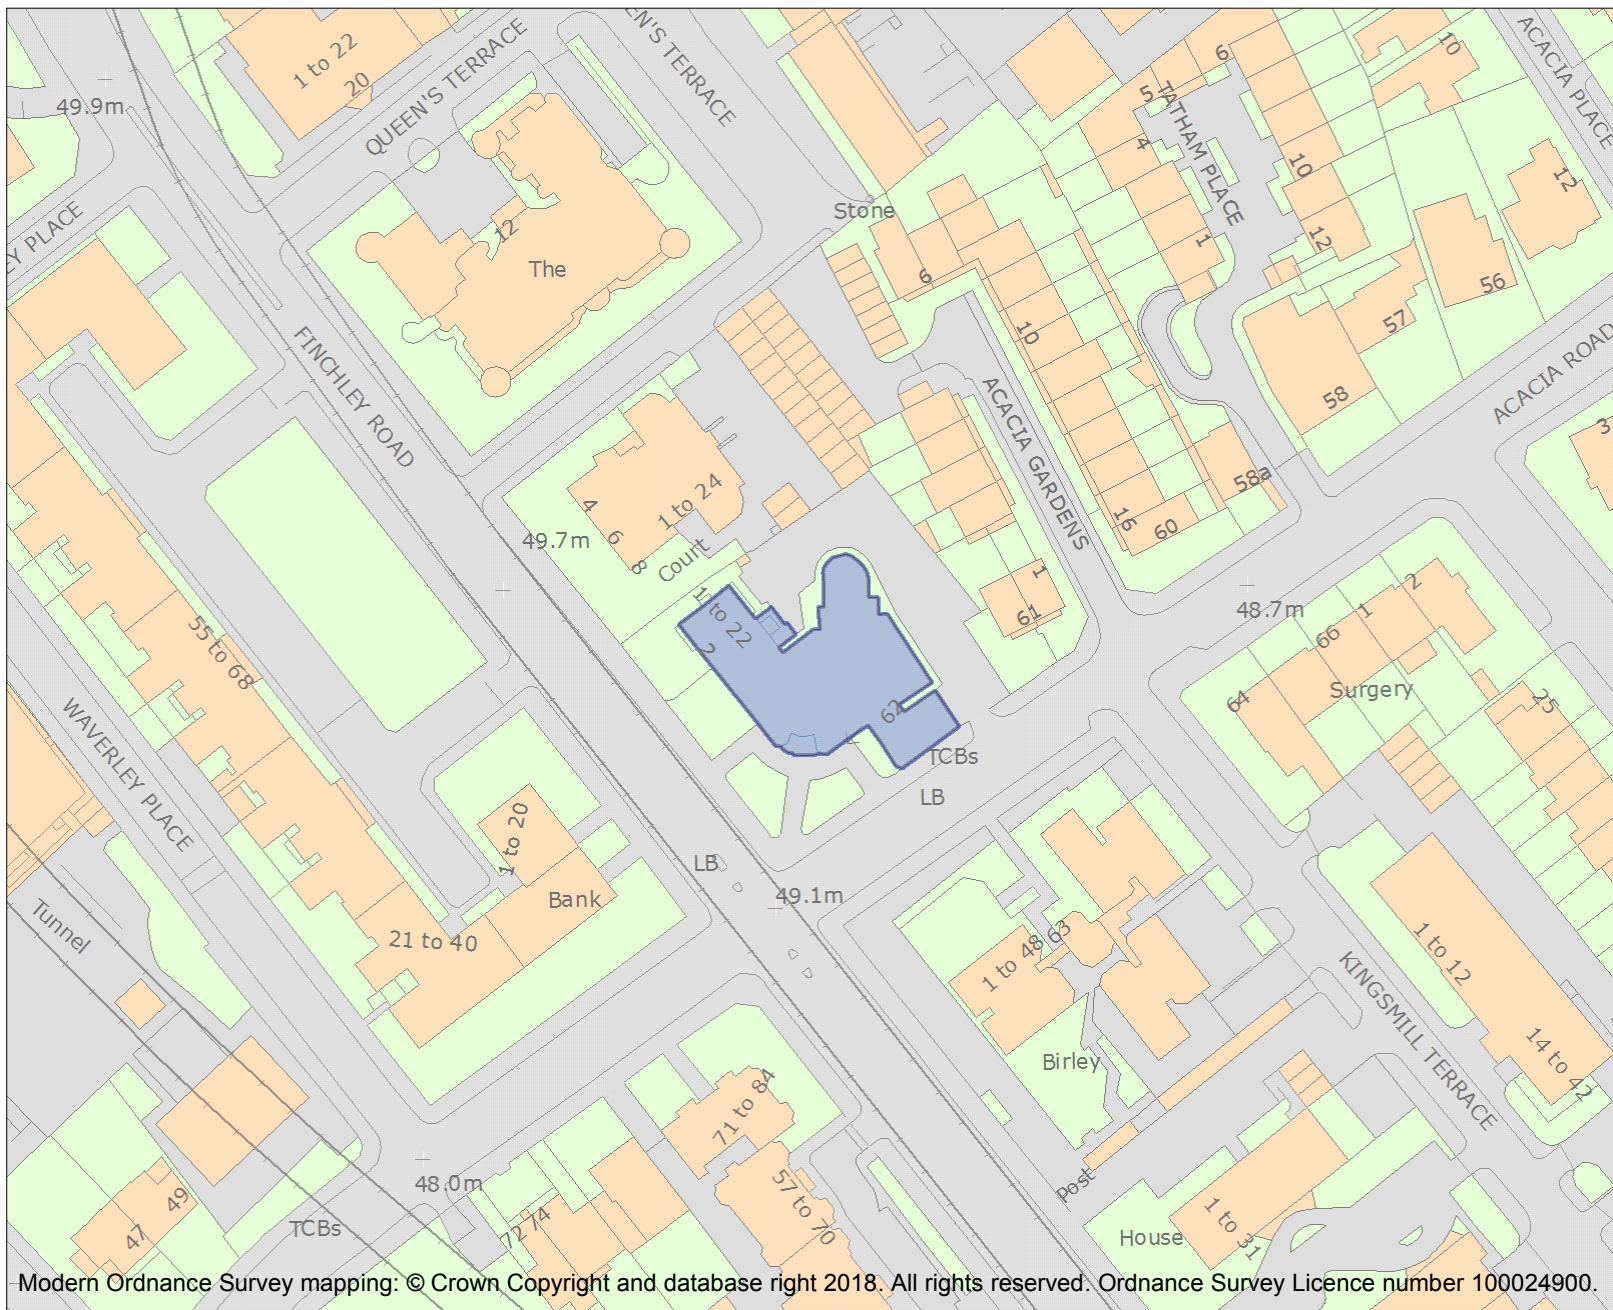 1 to 22
20
QUEEN'S TERRACE
EN'S TERRACE
6
10
ACACIA PLACE
49.9m
5
TATHAM PLACE
4
10
12
EY PLACE
Stone
12
The
1
12
6
56
57
10
FINCHLEY ROAD
ACACIA GARDENS
58
ACACIA ROAD
3
4
1 to 24
58a
6
16
60
49.7m
8
Court
1
1 to 22
61
48.7m
2
1
66
2
55 to 68
64
Surgery
25
62
WAVERLEY PLACE
TCBs
LB
1 to 20
LB
49.1m
Bank
Tunnel
21 to 40
1 to 48
63
1 to 12
KINGSMILL TERRACE
Birley
14 to 42
71 to 84
48.0m
Post
49
47
TCBs
72
74
57 to 70
House
1 to 31
Modern Ordnance Survey mapping: © Crown Copyright and database right 2018. All rights reserved. Ordnance Survey Licence number 100024900.